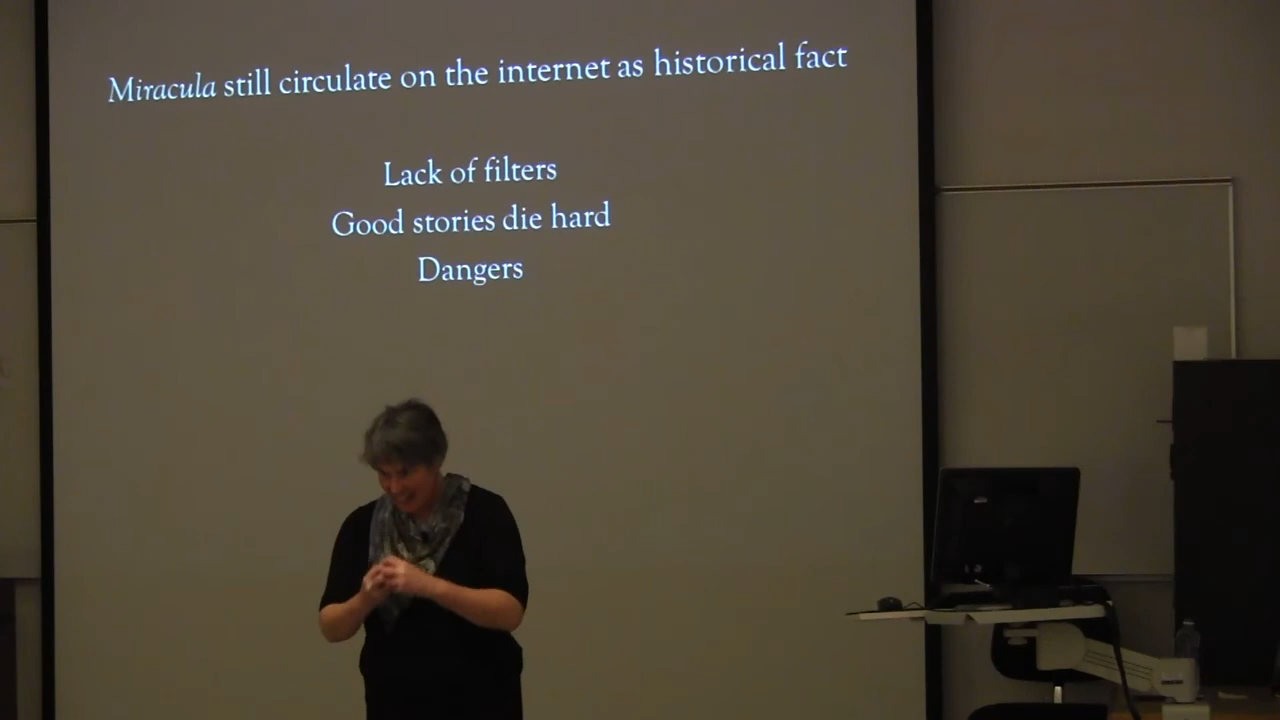 Miracula still circulate on the internet as historical fact
Lack of filters
Good stories die hard
Dangers